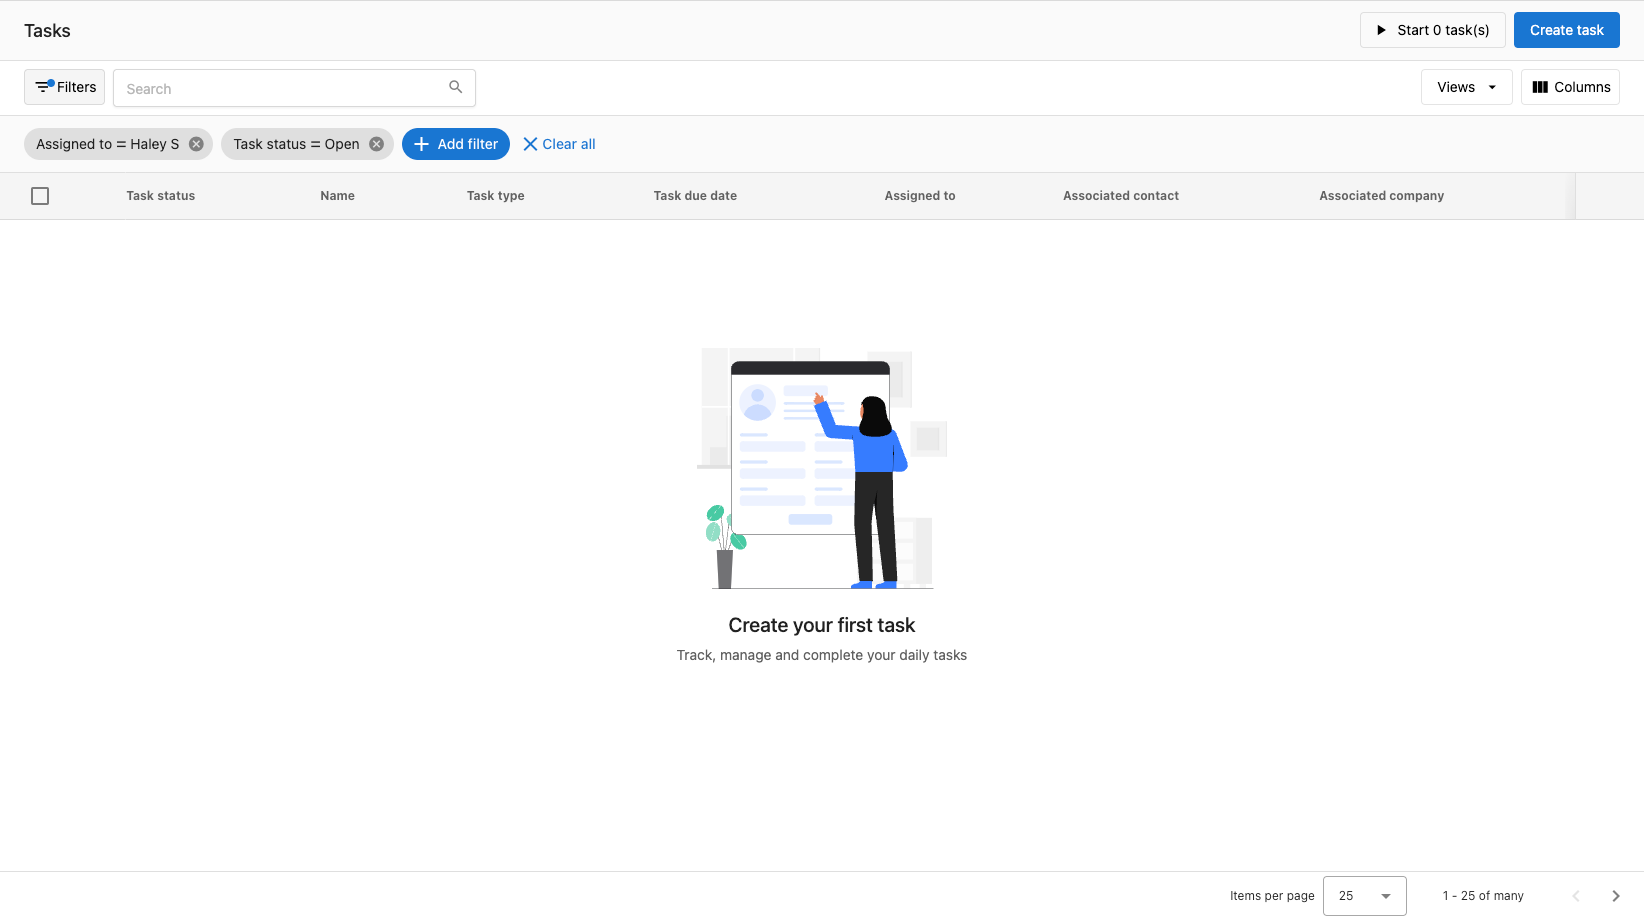 Tasks
Start 0 task(s)
Create task
Filters
Search
Views
Columns
Assigned to = Haley S
Task status = Open
Add filter
Clear all
Task status
Name
Task type
Task due date
Assigned to
Associated contact
Associated company
Create your first task
Track, manage and complete your daily tasks
Items per page
25
1 - 25 of many